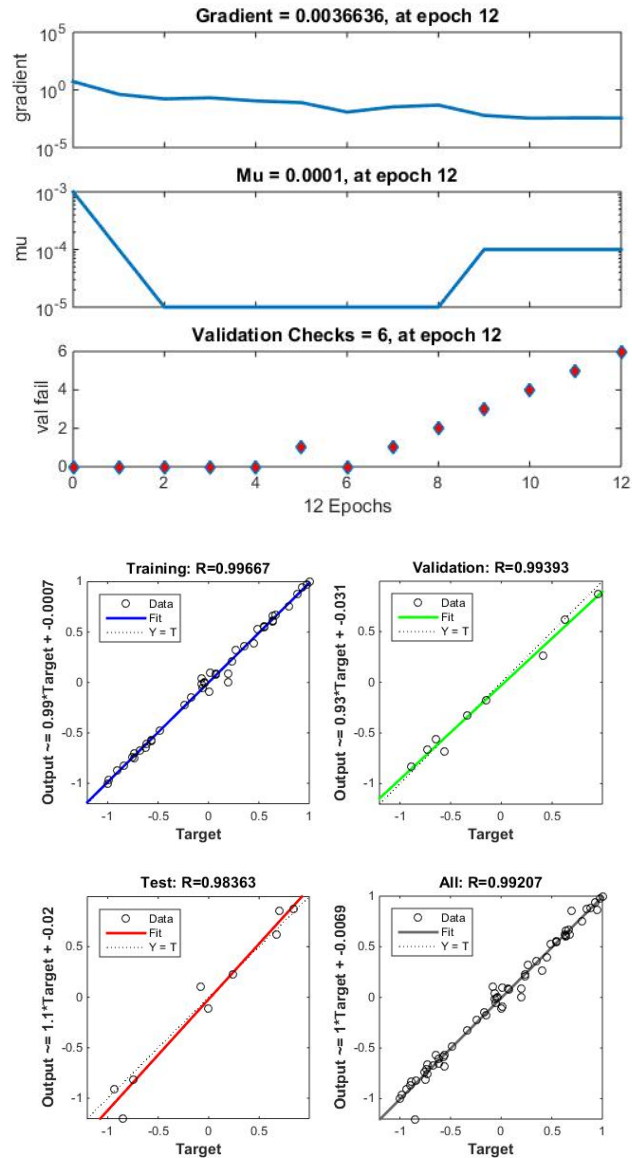 Gradient = 0.0036636, at epoch 12
10^5
10^0
10^-5
gradient
Mu = 0.0001, at epoch 12
10^-3
10^-4
10^-5
mu
Validation Checks = 6, at epoch 12
6
4
2
0
val fail
0 2 4 6 8 10 12
12 Epochs
Training: R=0.99667
Output ~= 0.99*Target + -0.0007
1
0.5
0
-0.5
-1
Data
Fit
Y = T
-1 -0.5 0 0.5 1
Target
Validation: R=0.99393
Output ~= 0.93*Target + -0.031
1
0.5
0
-0.5
-1
Data
Fit
Y = T
-1 -0.5 0 0.5
Target
Test: R=0.98363
Output ~= 1.1*Target + -0.02
0.5
0
-0.5
-1
Data
Fit
Y = T
-1 -0.5 0 0.5
Target
All: R=0.99207
Output ~= 1*Target + -0.0069
1
0.5
0
-0.5
-1
Data
Fit
Y = T
-1 -0.5 0 0.5 1
Target